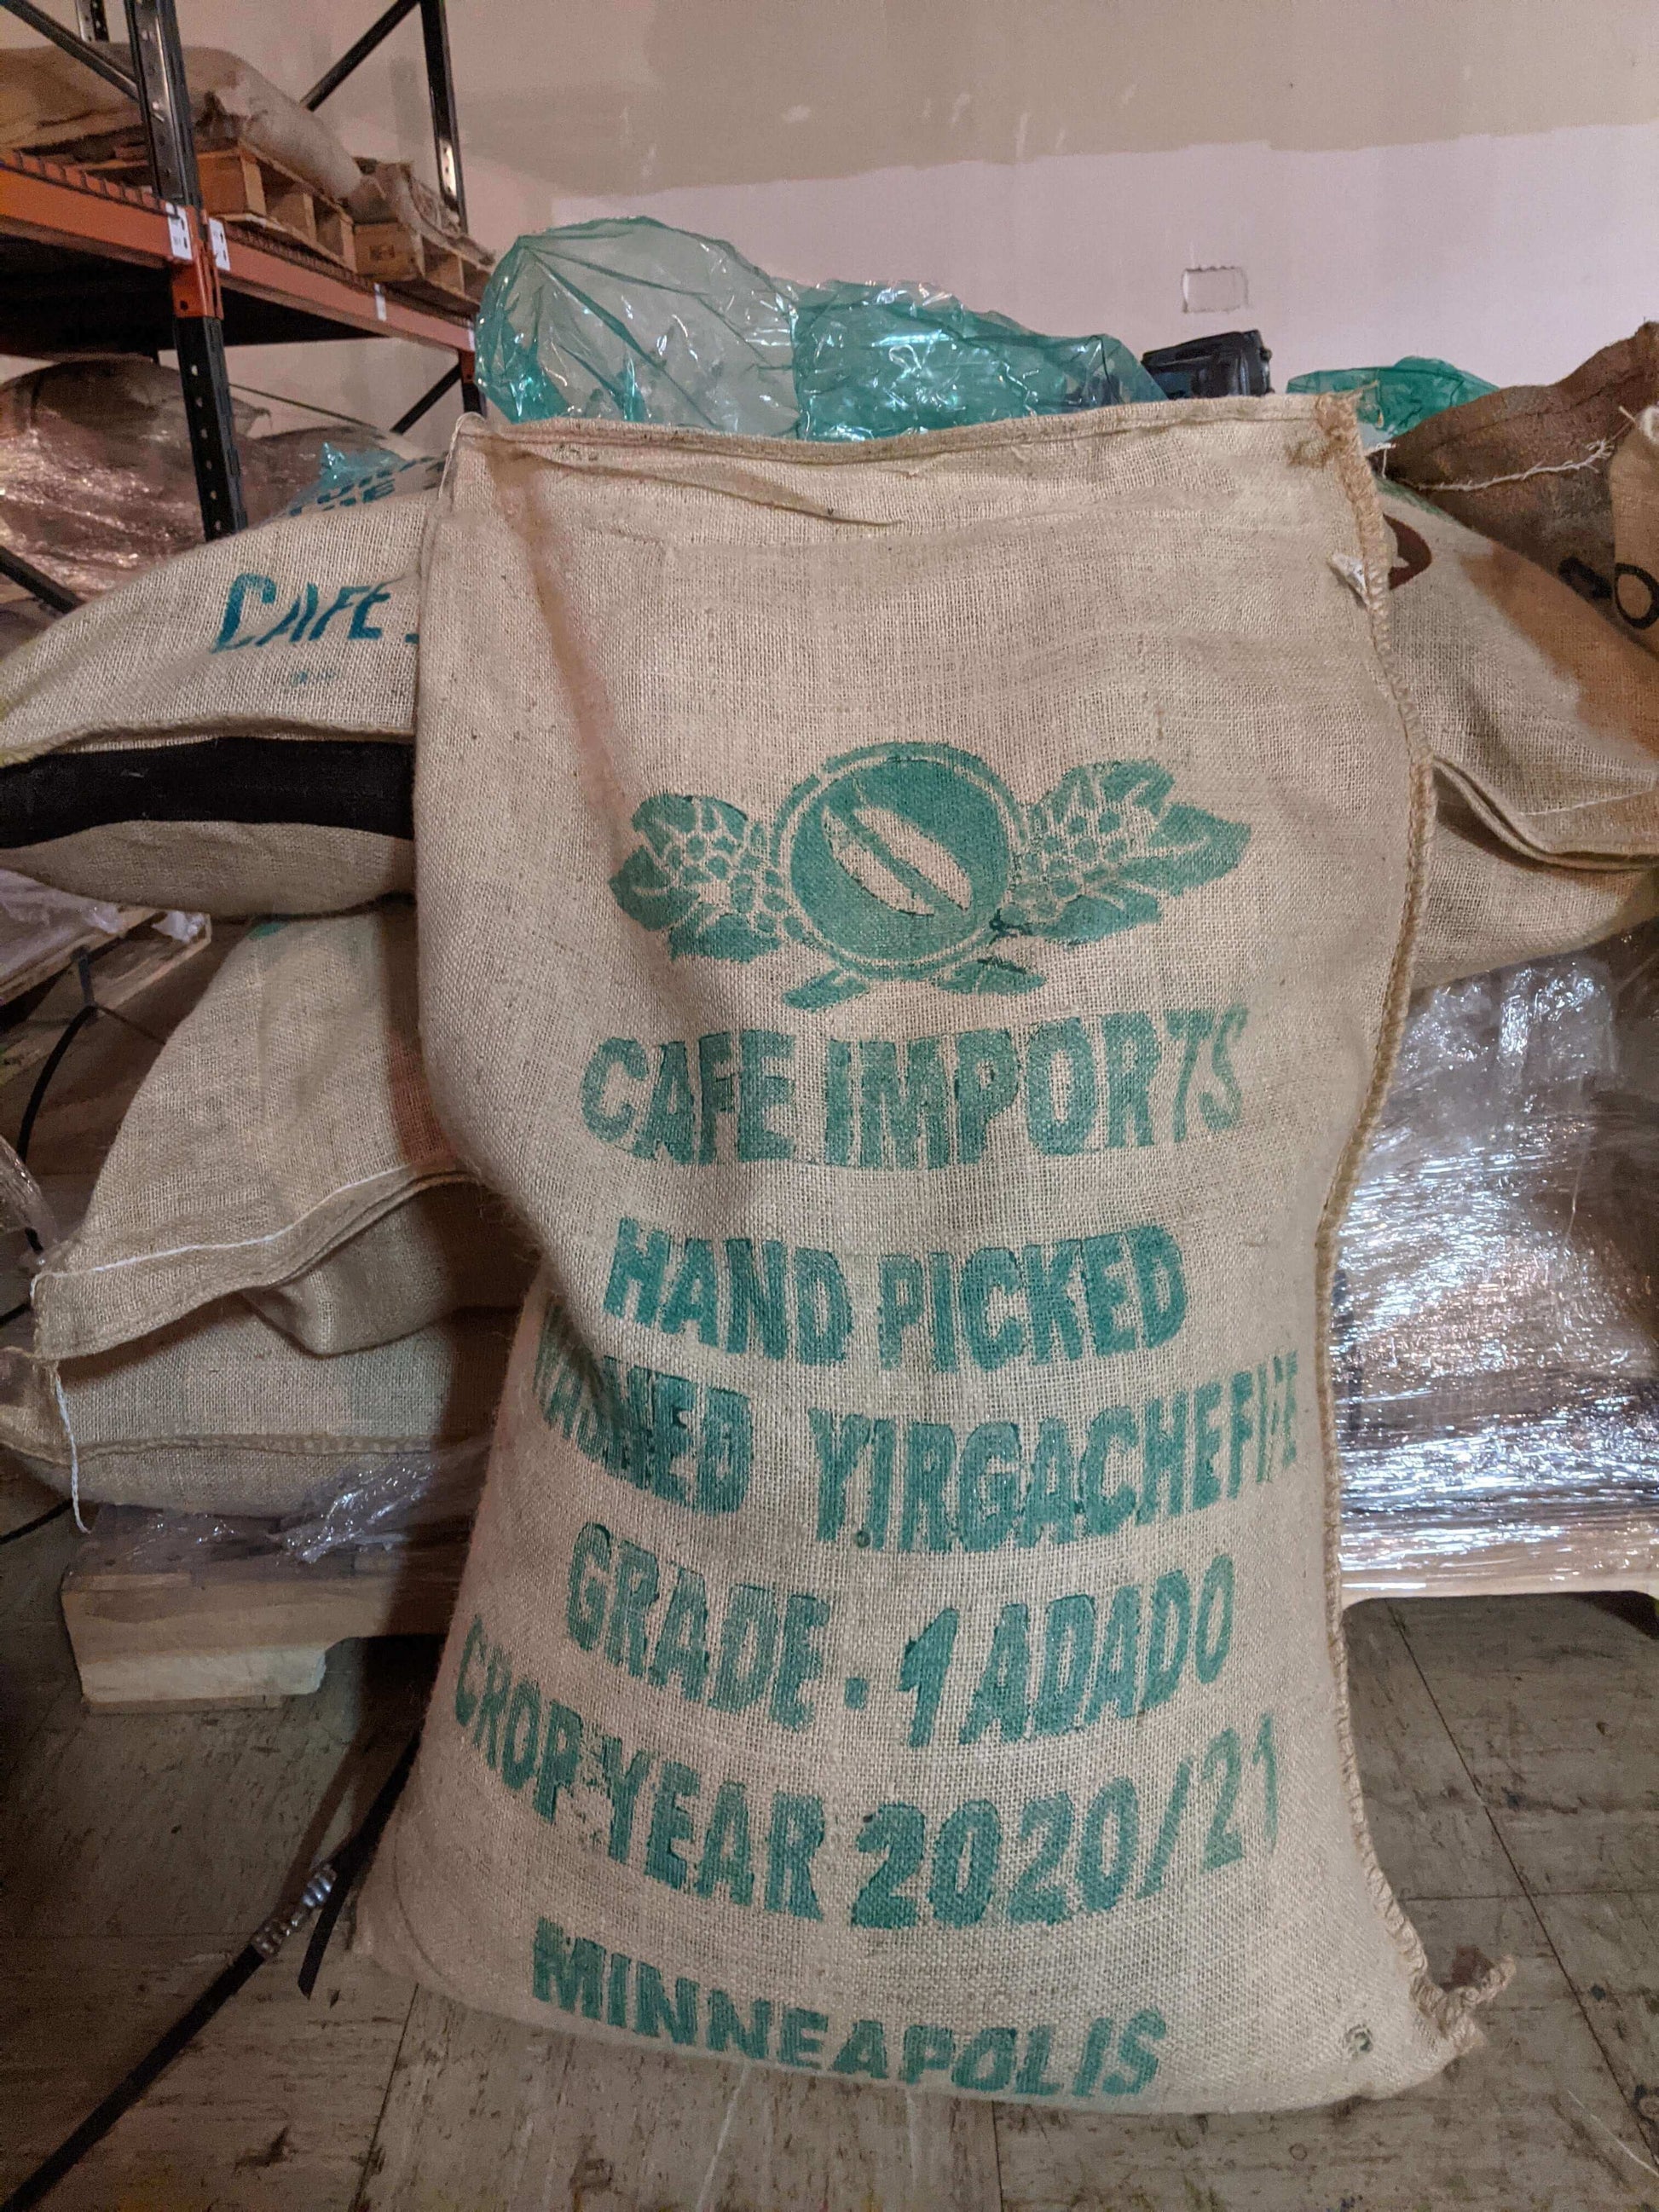 CAFE
CAFE IMPORTS
HAND PICKED
WASHED YIRGACHEFFE
GRADE · 1 ADADO
CROP YEAR 2020/21
MINNEAPOLIS